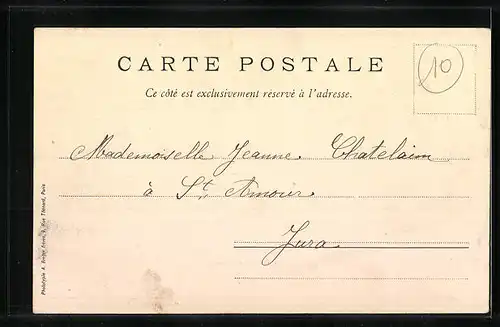 CARTE POSTALE
Ce côté est exclusivement réservé à l'adresse.
10
Mademoiselle Jeanne Chatelain
à St. Amour
Jura